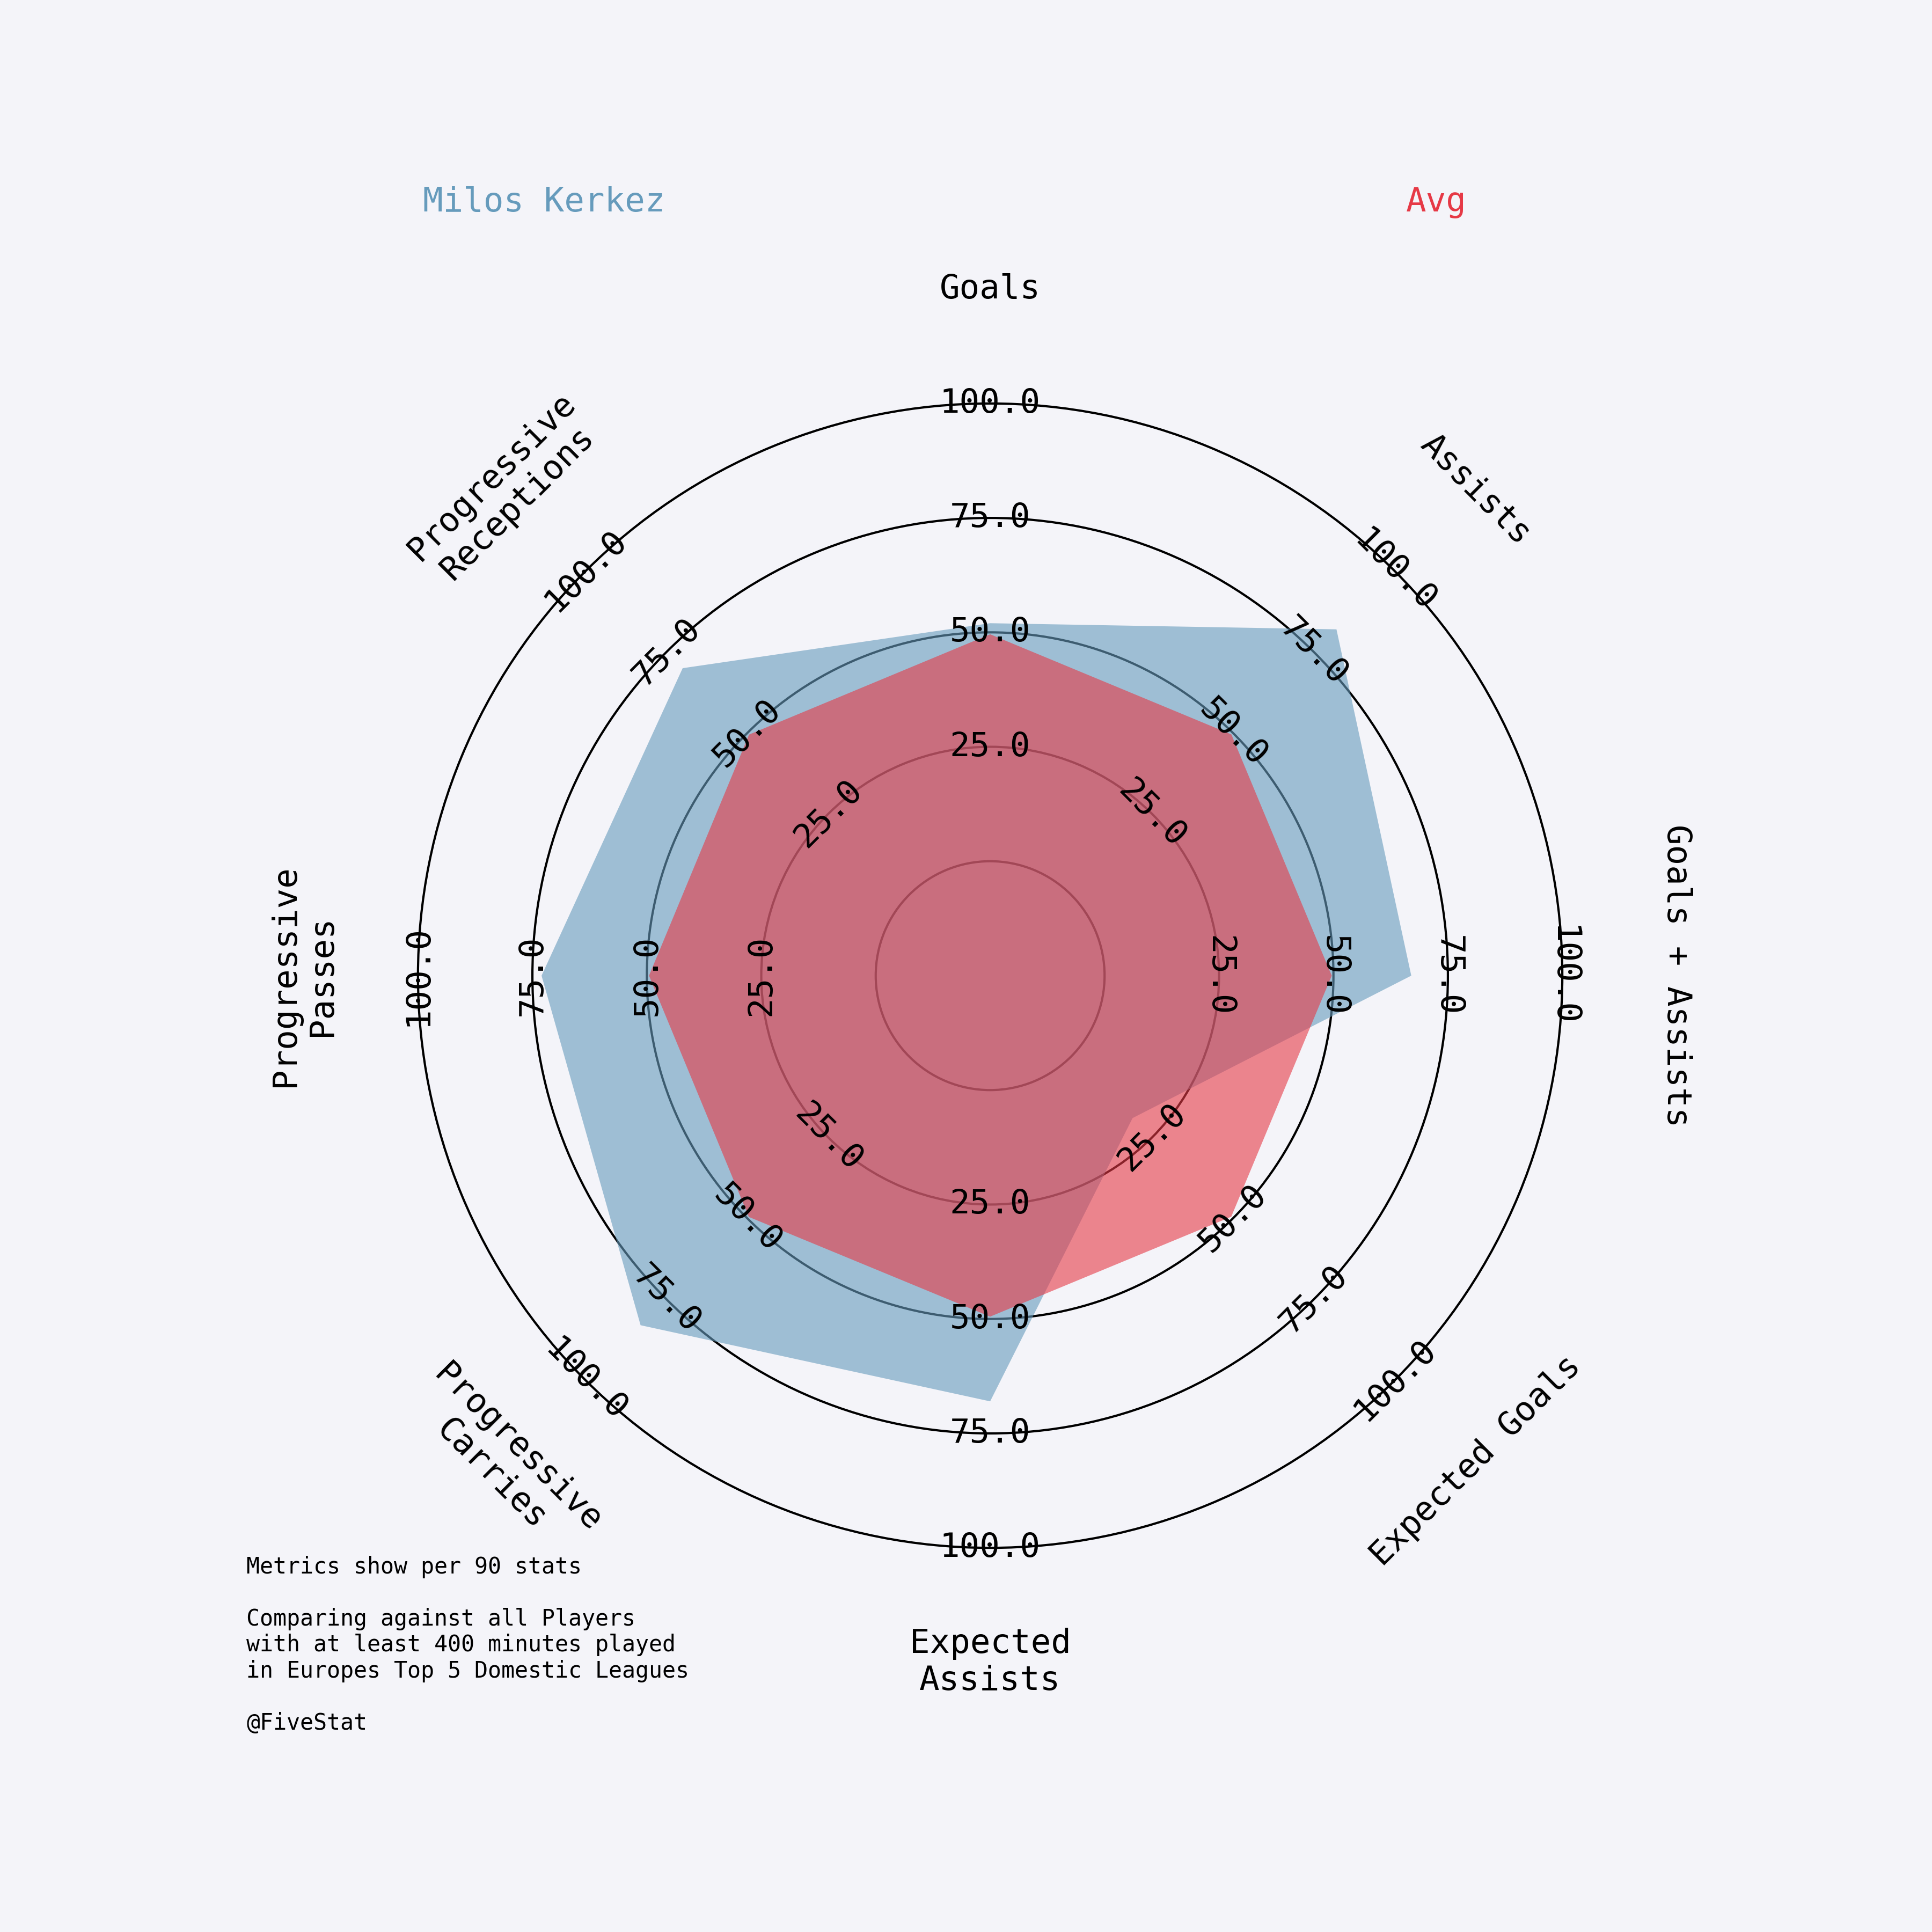 Milos Kerkez
Avg
Goals
Assists
Goals + Assists
Expected Goals
Expected
Assists
Progressive
Carries
Progressive
Passes
Progressive
Receptions
100.0
75.0
50.0
25.0
100.0
75.0
50.0
25.0
100.0
75.0
50.0
25.0
100.0
75.0
50.0
25.0
100.0
75.0
50.0
25.0
100.0
75.0
50.0
25.0
100.0
75.0
50.0
25.0
100.0
75.0
50.0
25.0
Metrics show per 90 stats
Comparing against all Players
with at least 400 minutes played
in Europes Top 5 Domestic Leagues
@FiveStat